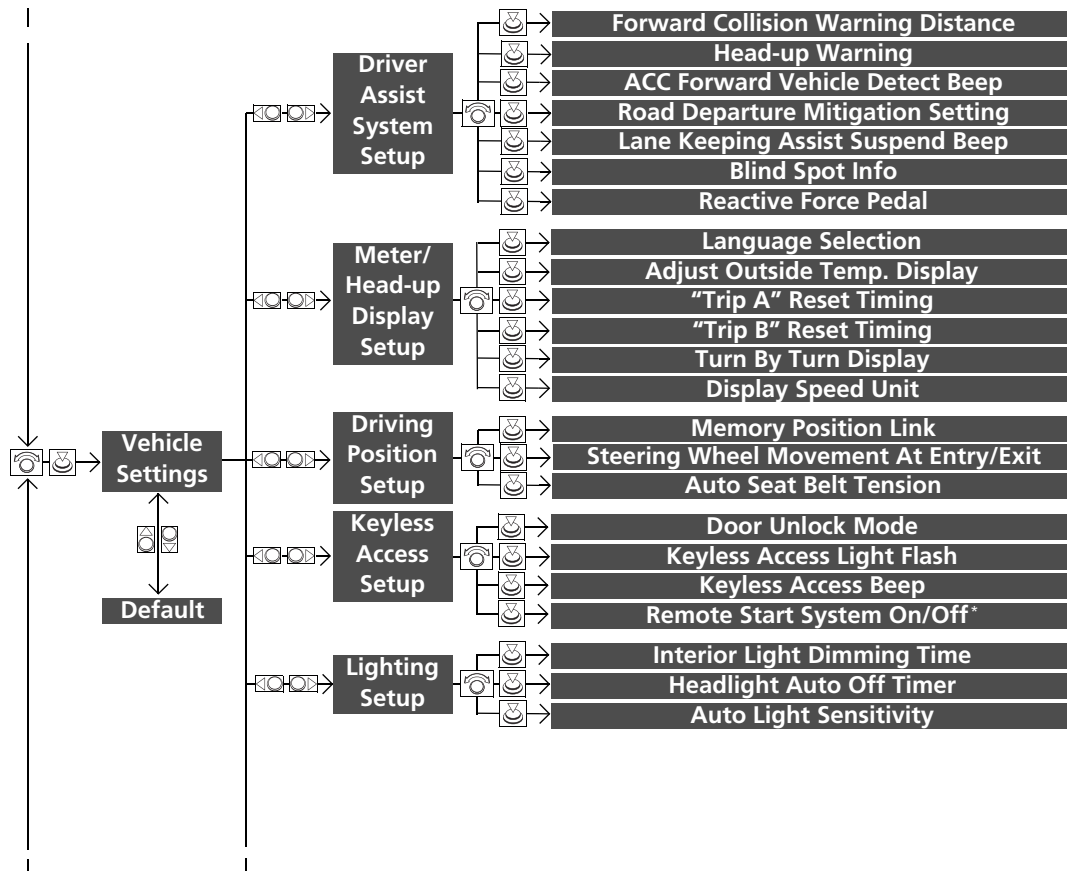 Driver
Assist
System
Setup
Forward Collision Warning Distance
Head-up Warning
ACC Forward Vehicle Detect Beep
Road Departure Mitigation Setting
Lane Keeping Assist Suspend Beep
Blind Spot Info
Reactive Force Pedal
Meter/
Head-up
Display
Setup
Language Selection
Adjust Outside Temp. Display
“Trip A” Reset Timing
“Trip B” Reset Timing
Turn By Turn Display
Display Speed Unit
Vehicle
Settings
Default
Driving
Position
Setup
Memory Position Link
Steering Wheel Movement At Entry/Exit
Auto Seat Belt Tension
Keyless
Access
Setup
Door Unlock Mode
Keyless Access Light Flash
Keyless Access Beep
Remote Start System On/Off*
Lighting
Setup
Interior Light Dimming Time
Headlight Auto Off Timer
Auto Light Sensitivity